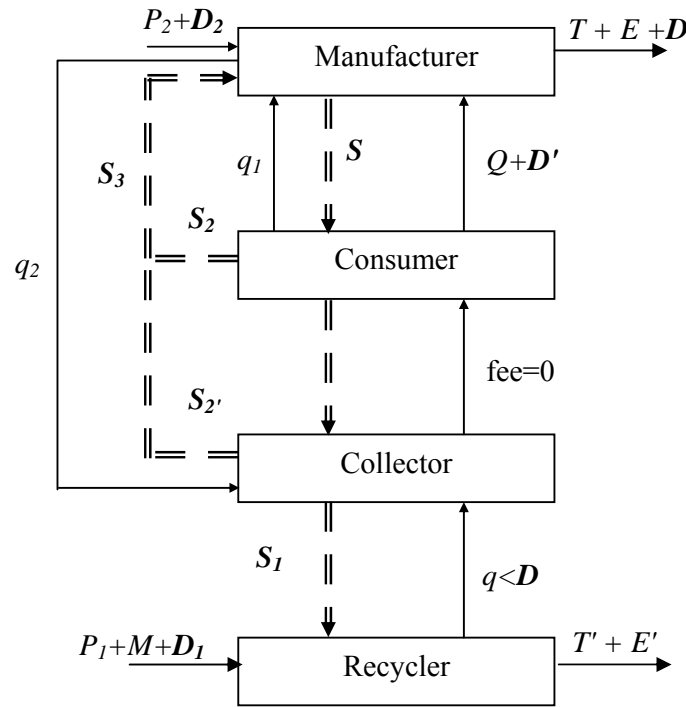 P2+D2
T + E +D
Manufacturer
S3
q1
S
Q+D'
S2
q2
Consumer
fee=0
S2'
Collector
S1
q<D
P1+M+D1
T' + E'
Recycler